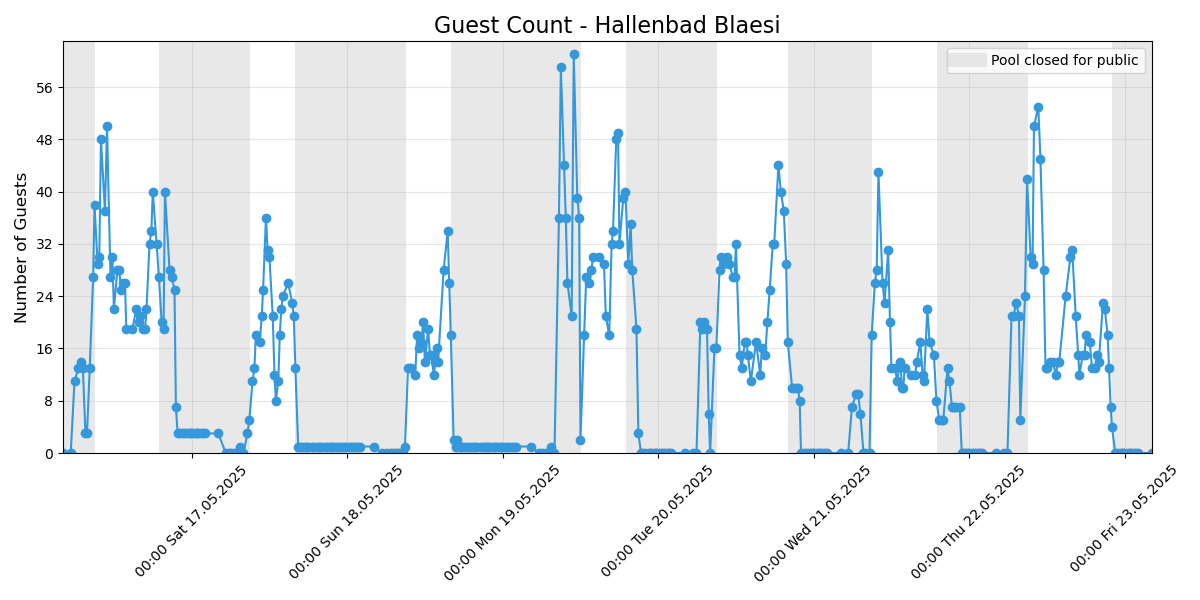 Guest Count - Hallenbad Blaesi
Pool closed for public
Number of Guests
56
48
40
32
24
16
8
0
00:00 Sat 17.05.2025
00:00 Sun 18.05.2025
00:00 Mon 19.05.2025
00:00 Tue 20.05.2025
00:00 Wed 21.05.2025
00:00 Thu 22.05.2025
00:00 Fri 23.05.2025